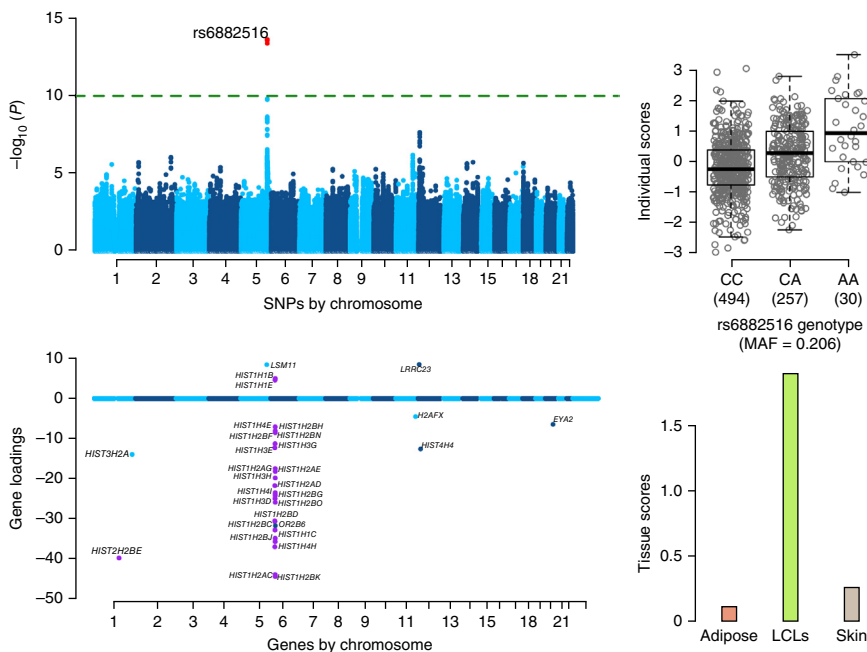 15
10
5
0
−log10 (P)
rs6882516
1 2 3 4 5 6 7 9 11 13 15 17 19 21
SNPs by chromosome
3
2
1
0
−1
−2
−3
Individual scores
CC CA AA
(494) (257) (30)
rs6882516 genotype
(MAF = 0.206)
10
0
−10
−20
−30
−40
−50
Gene loadings
LSM11
HIST1H1B
HIST1H1E
LRRC23
H2AFX
EYA2
HIST1H4E HIST1H2BH
HIST1H2BF HIST1H2BN
HIST1H3E HIST1H3G
HIST4H4
HIST3H2A
HIST1H2AG HIST1H2AE
HIST1H3H
HIST1H2AD
HIST1H4I HIST1H2BG
HIST1H3D HIST1H2BO
HIST1H2BD
HIST1H2BC OR2B6
HIST1H2BJ HIST1H1C
HIST1H4H
HIST2H2BE
HIST1H2AC HIST1H2BK
1 2 3 4 5 6 7 9 11 13 15 17 19 21
Genes by chromosome
1.5
1.0
0.5
0
Tissue scores
Adipose LCLs Skin